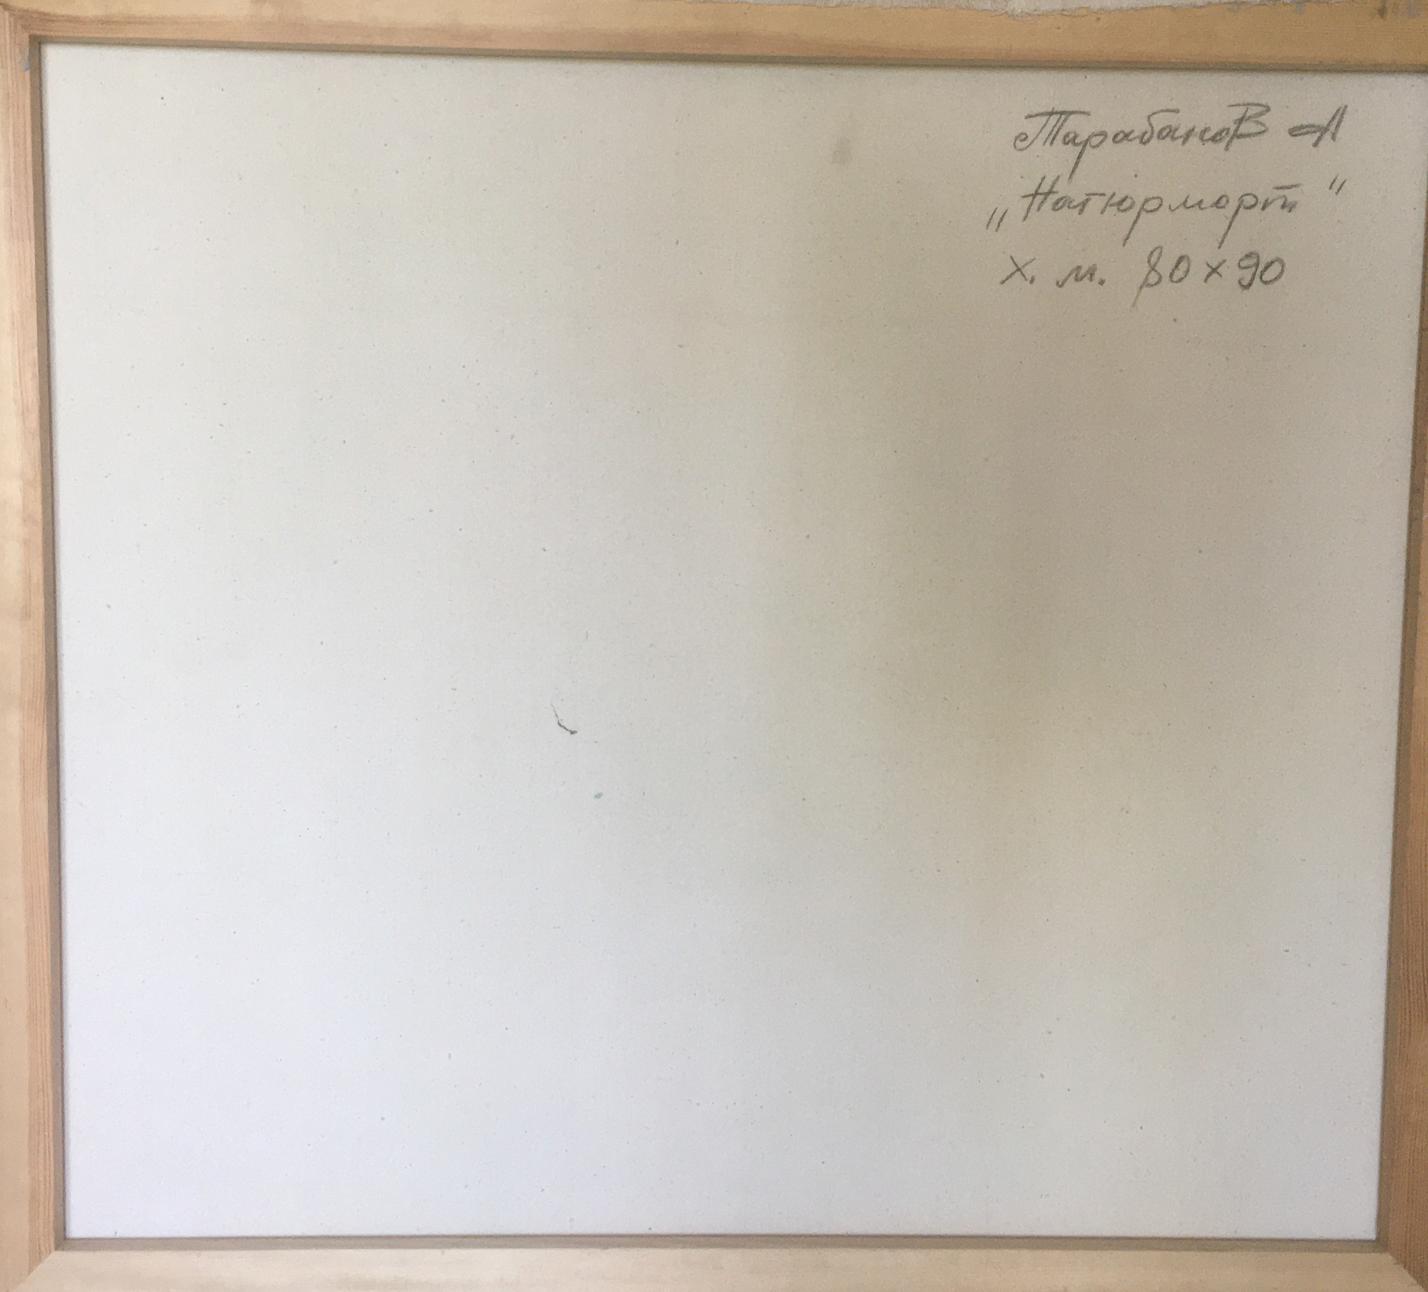 Тарабанов А
„Натюрморт"
х. м. 80 х 90